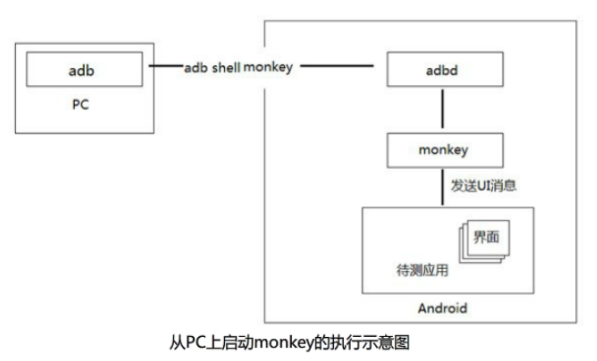 adb
PC
adb shell monkey
adbd
monkey
发送UI消息
界面
待测应用
Android
从PC上启动monkey的执行示意图